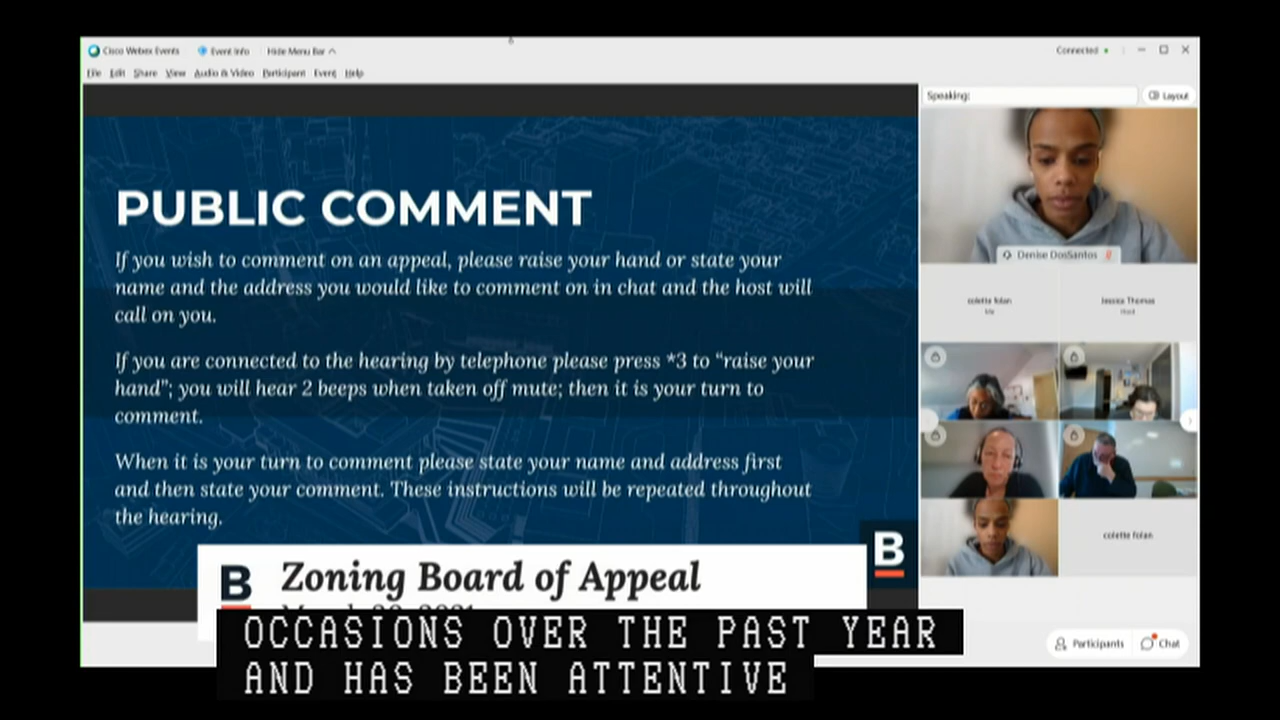 Cisco Webex Events Event Info Hide Menu Bar Connected
File Edit Share View Audio & Video Participant Event Help
Speaking: Layout
PUBLIC COMMENT
If you wish to comment on an appeal, please raise your hand or state your
name and the address you would like to comment on in chat and the host will
call on you.
If you are connected to the hearing by telephone please press *3 to “raise your
hand”; you will hear 2 beeps when taken off mute; then it is your turn to
comment.
When it is your turn to comment please state your name and address first
and then state your comment. These instructions will be repeated throughout
the hearing.
B
Denise DosSantos
colette folan
Me
Jessica Thomas
Host
colette folan
B
Zoning Board of Appeal
OCCASIONS OVER THE PAST YEAR
AND HAS BEEN ATTENTIVE
Participants Chat